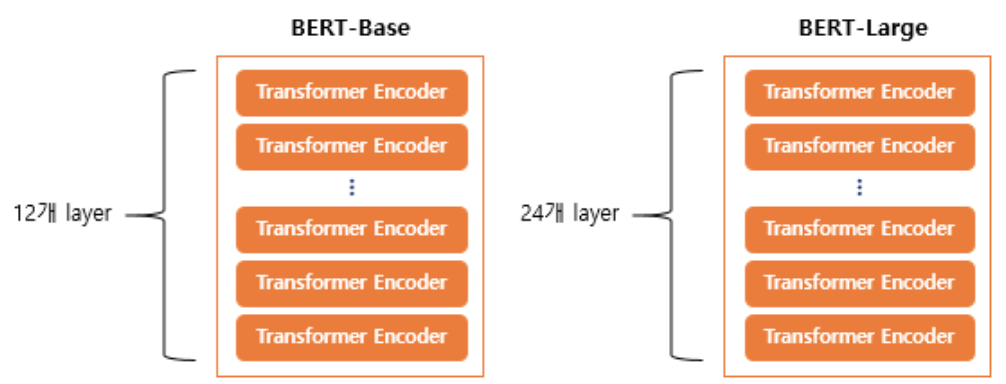 BERT-Base
Transformer Encoder
Transformer Encoder
⋮
12개 layer
Transformer Encoder
Transformer Encoder
Transformer Encoder
BERT-Large
Transformer Encoder
Transformer Encoder
⋮
24개 layer
Transformer Encoder
Transformer Encoder
Transformer Encoder